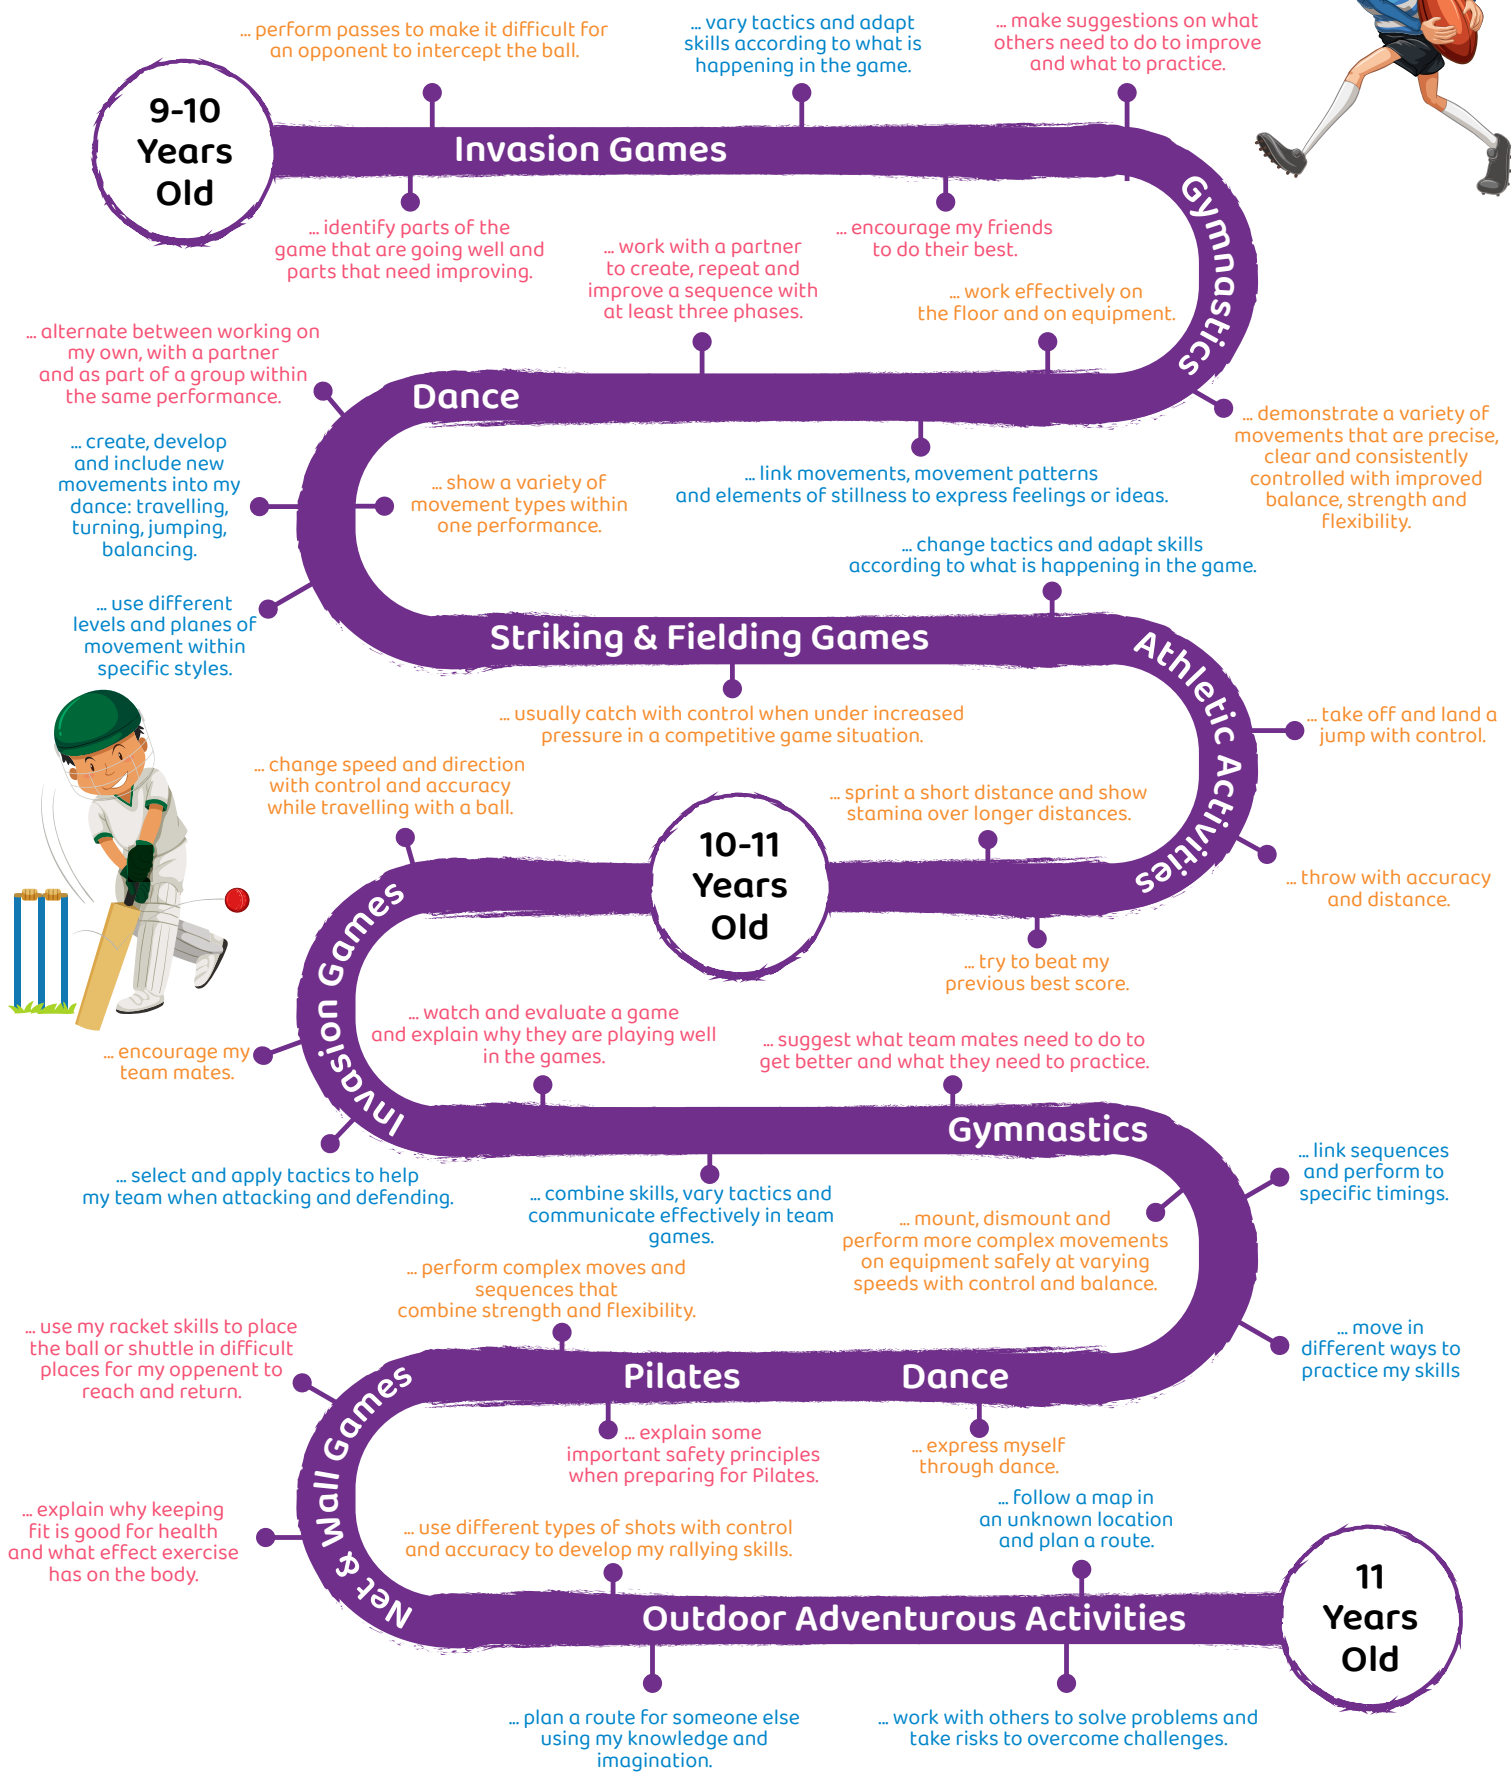 ... perform passes to make it difficult for
an opponent to intercept the ball.
... vary tactics and adapt
skills according to what is
happening in the game.
... make suggestions on what
others need to do to improve
and what to practice.
9-10
Years
Old
Invasion Games
Gymnastics
... identify parts of the
game that are going well and
parts that need improving.
... encourage my friends
to do their best.
... work with a partner
to create, repeat and
improve a sequence with
at least three phases.
... work effectively on
the floor and on equipment.
... demonstrate a variety of
movements that are precise,
clear and consistently
controlled with improved
balance, strength and
flexibility.
Dance
... link movements, movement patterns
and elements of stillness to express feelings or ideas.
... alternate between working on
my own, with a partner
and as part of a group within
the same performance.
... create, develop
and include new
movements into my
dance: travelling,
turning, jumping,
balancing.
... show a variety of
movement types within
one performance.
... use different
levels and planes of
movement within
specific styles.
... change tactics and adapt skills
according to what is happening in the game.
Striking & Fielding Games
Athletic Activities
... usually catch with control when under increased
pressure in a competitive game situation.
... take off and land a
jump with control.
... throw with accuracy
and distance.
... sprint a short distance and show
stamina over longer distances.
... try to beat my
previous best score.
10-11
Years
Old
... change speed and direction
with control and accuracy
while travelling with a ball.
Invasion Games
... encourage my
team mates.
... select and apply tactics to help
my team when attacking and defending.
... watch and evaluate a game
and explain why they are playing well
in the games.
... combine skills, vary tactics and
communicate effectively in team
games.
... suggest what team mates need to do to
get better and what they need to practice.
Gymnastics
... link sequences
and perform to
specific timings.
... mount, dismount and
perform more complex movements
on equipment safely at varying
speeds with control and balance.
... move in
different ways to
practice my skills
Dance
... express myself
through dance.
Pilates
... perform complex moves and
sequences that
combine strength and flexibility.
... explain some
important safety principles
when preparing for Pilates.
Net & Wall Games
... use my racket skills to place
the ball or shuttle in difficult
places for my oppenent to
reach and return.
... explain why keeping
fit is good for health
and what effect exercise
has on the body.
... use different types of shots with control
and accuracy to develop my rallying skills.
... follow a map in
an unknown location
and plan a route.
Outdoor Adventurous Activities
11
Years
Old
... plan a route for someone else
using my knowledge and
imagination.
... work with others to solve problems and
take risks to overcome challenges.